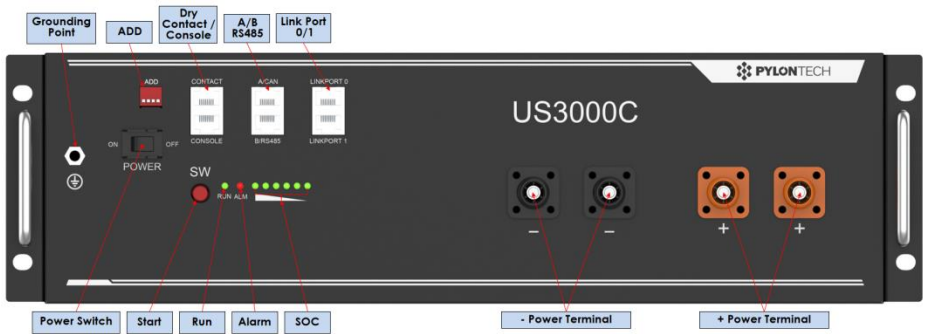 Grounding
Point
ADD
Dry
Contact /
Console
A/B
RS485
Link Port
0/1
PYLONTECH
ADD
CONTACT
A/CAN
LINKPORT 0
US3000C
ON
OFF
CONSOLE
B/RS485
LINKPORT 1
POWER
SW
RUN
ALM
−
−
+
+
Power Switch
Start
Run
Alarm
SOC
- Power Terminal
+ Power Terminal